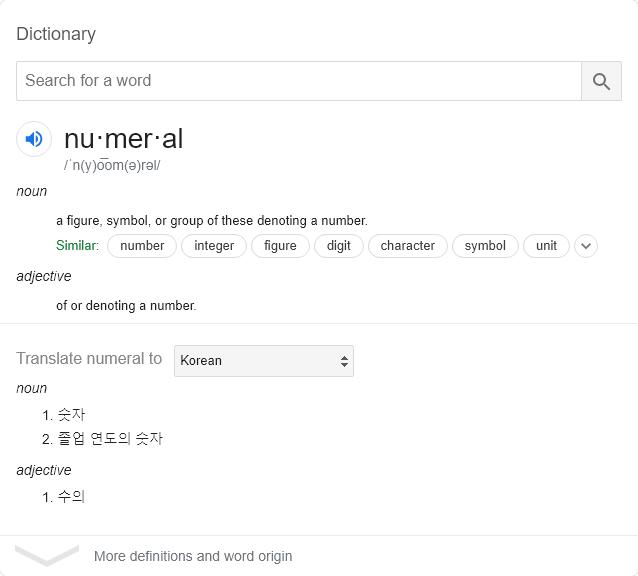 Dictionary
Search for a word
nu·mer·al
/ˈn(y)o͞om(ə)rəl/
noun
a figure, symbol, or group of these denoting a number.
Similar: number integer figure digit character symbol unit
adjective
of or denoting a number.
Translate numeral to Korean
noun
1. 숫자
2. 졸업 연도의 숫자
adjective
1. 수의
More definitions and word origin